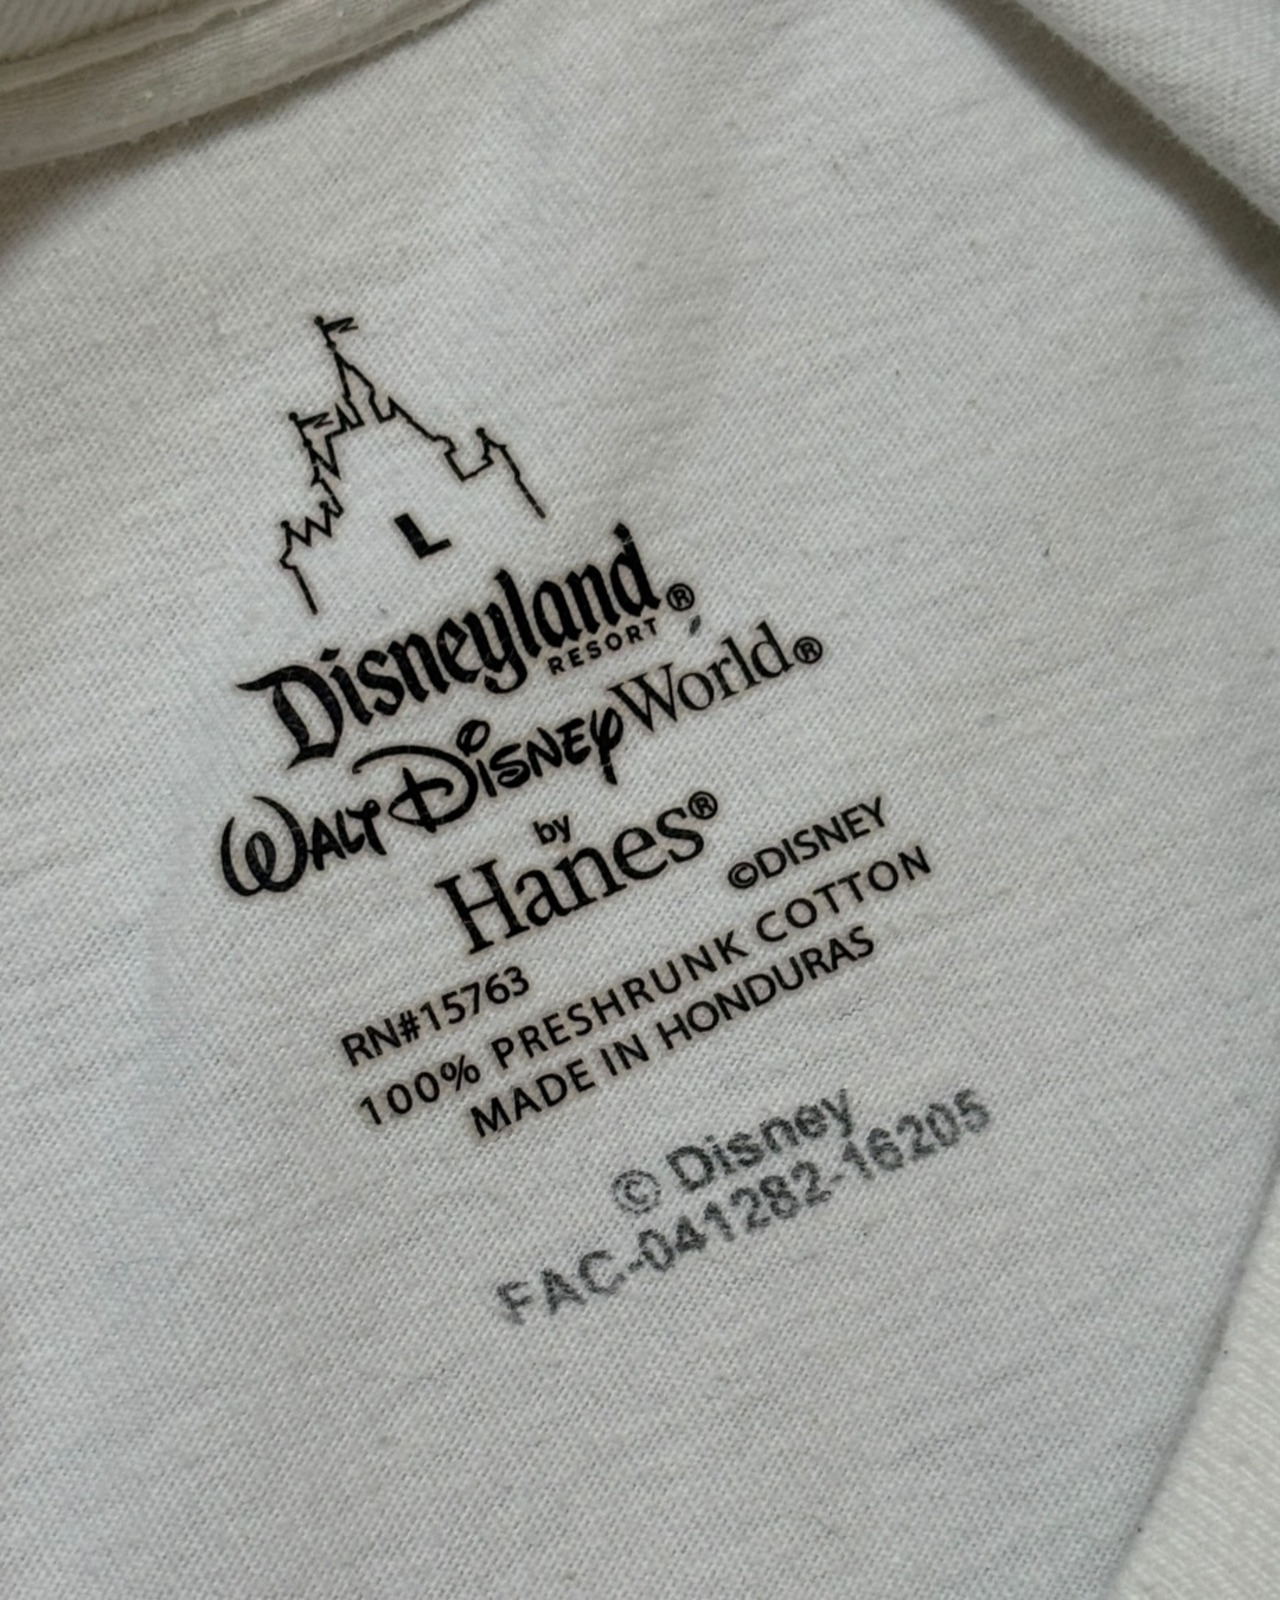 L
Disneyland®
RESORT
WALT DISNEY World®
by
Hanes®
©DISNEY
RN#15763
100% PRESHRUNK COTTON
MADE IN HONDURAS
© Disney
FAC-041282-16205